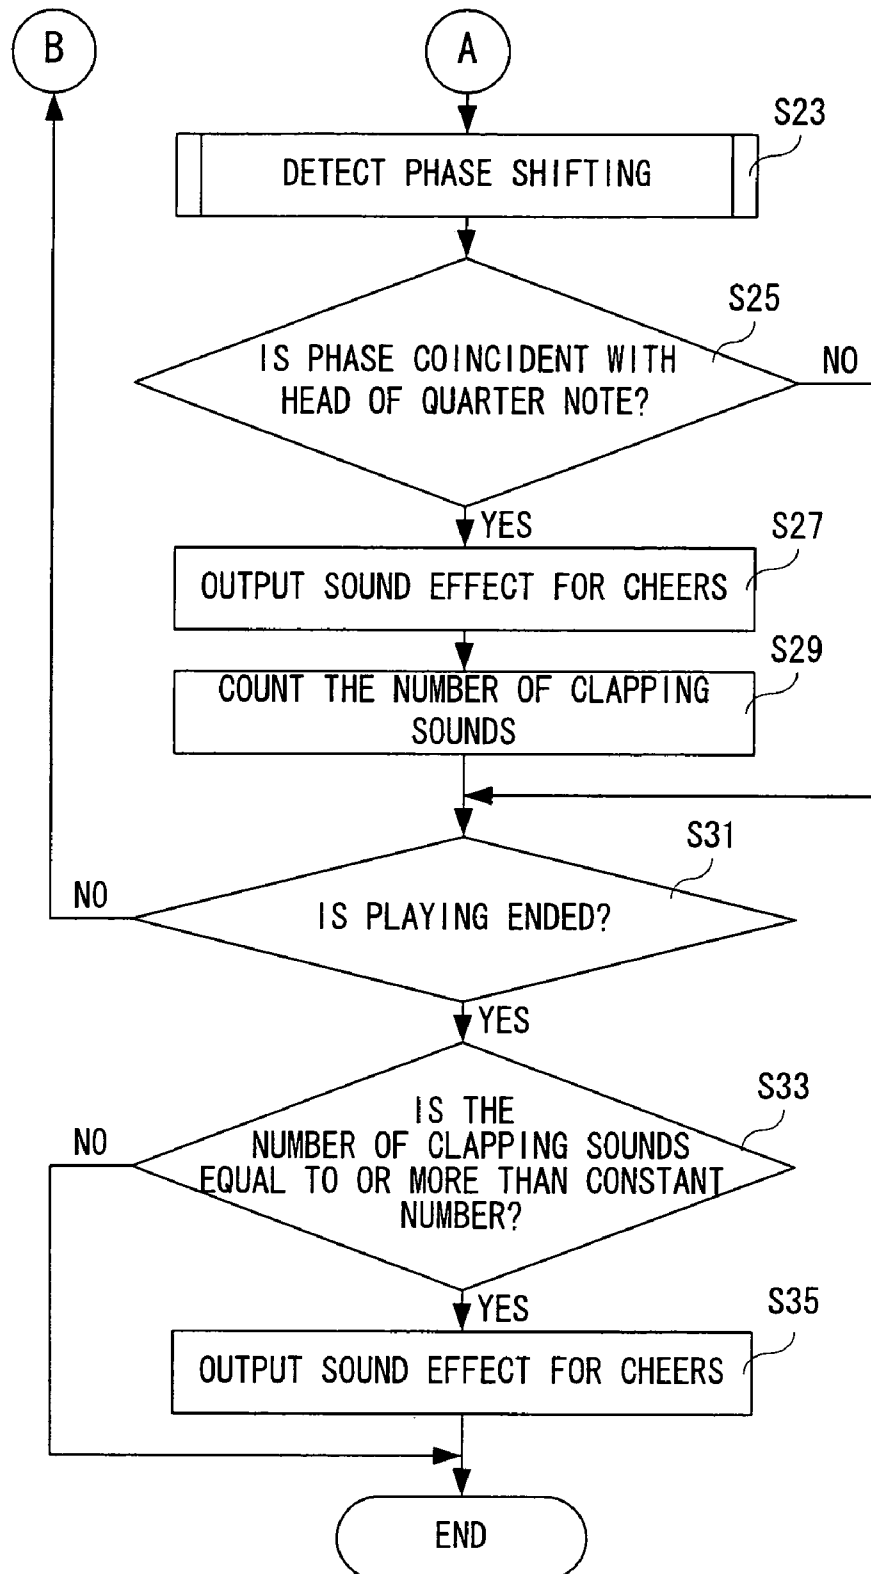 B
A
S23
DETECT PHASE SHIFTING
S25
IS PHASE COINCIDENT WITH
HEAD OF QUARTER NOTE?
NO
YES
S27
OUTPUT SOUND EFFECT FOR CHEERS
S29
COUNT THE NUMBER OF CLAPPING
SOUNDS
S31
NO
IS PLAYING ENDED?
YES
S33
NO
IS THE
NUMBER OF CLAPPING SOUNDS
EQUAL TO OR MORE THAN CONSTANT
NUMBER?
YES
S35
OUTPUT SOUND EFFECT FOR CHEERS
END